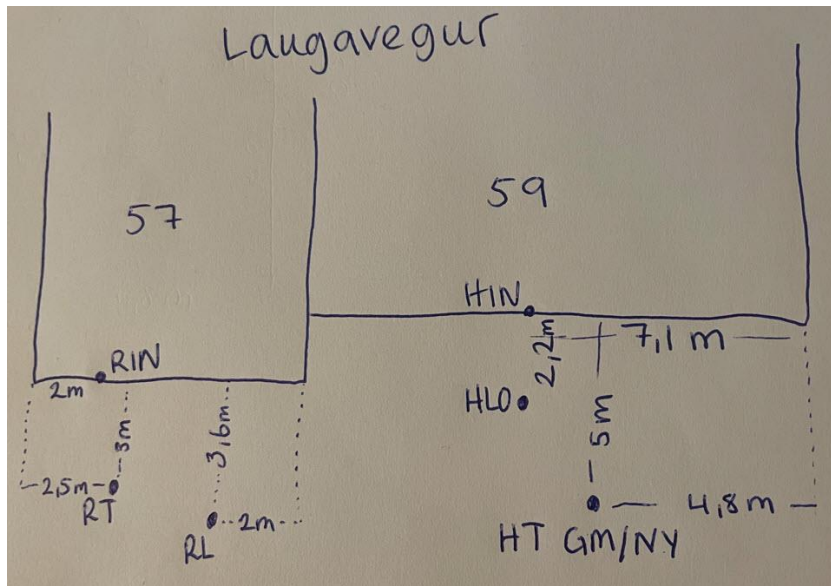 Laugavegur
57
59
HIN
2,2m
7,1 m
RIN
2m
HLO
3m
3,6m
5m
2,5m
RT
RL
2m
4,8m
HT GM/NY